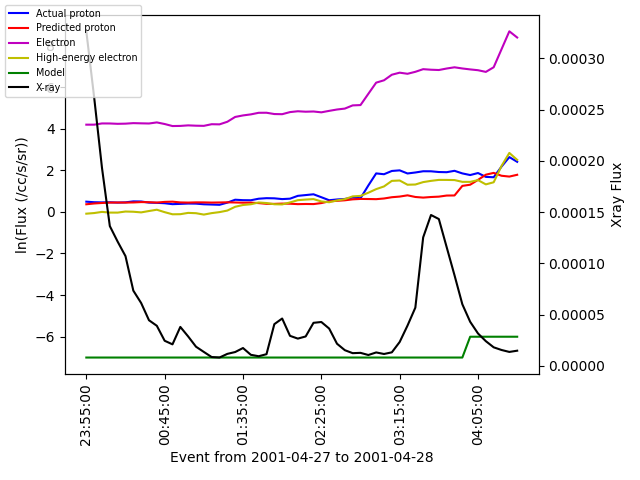 Actual proton
Predicted proton
Electron
High-energy electron
Model
X-ray
4
2
0
−2
−4
−6
ln(Flux (/cc/s/sr))
0.00030
0.00025
0.00020
0.00015
0.00010
0.00005
0.00000
Xray Flux
23:55:00
00:45:00
01:35:00
02:25:00
03:15:00
04:05:00
Event from 2001-04-27 to 2001-04-28